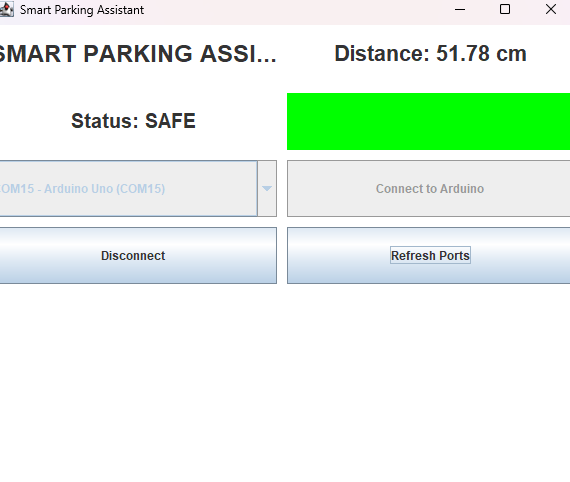 Smart Parking Assistant
SMART PARKING ASSI...
Distance: 51.78 cm
Status: SAFE
COM15 - Arduino Uno (COM15)
Connect to Arduino
Disconnect
Refresh Ports